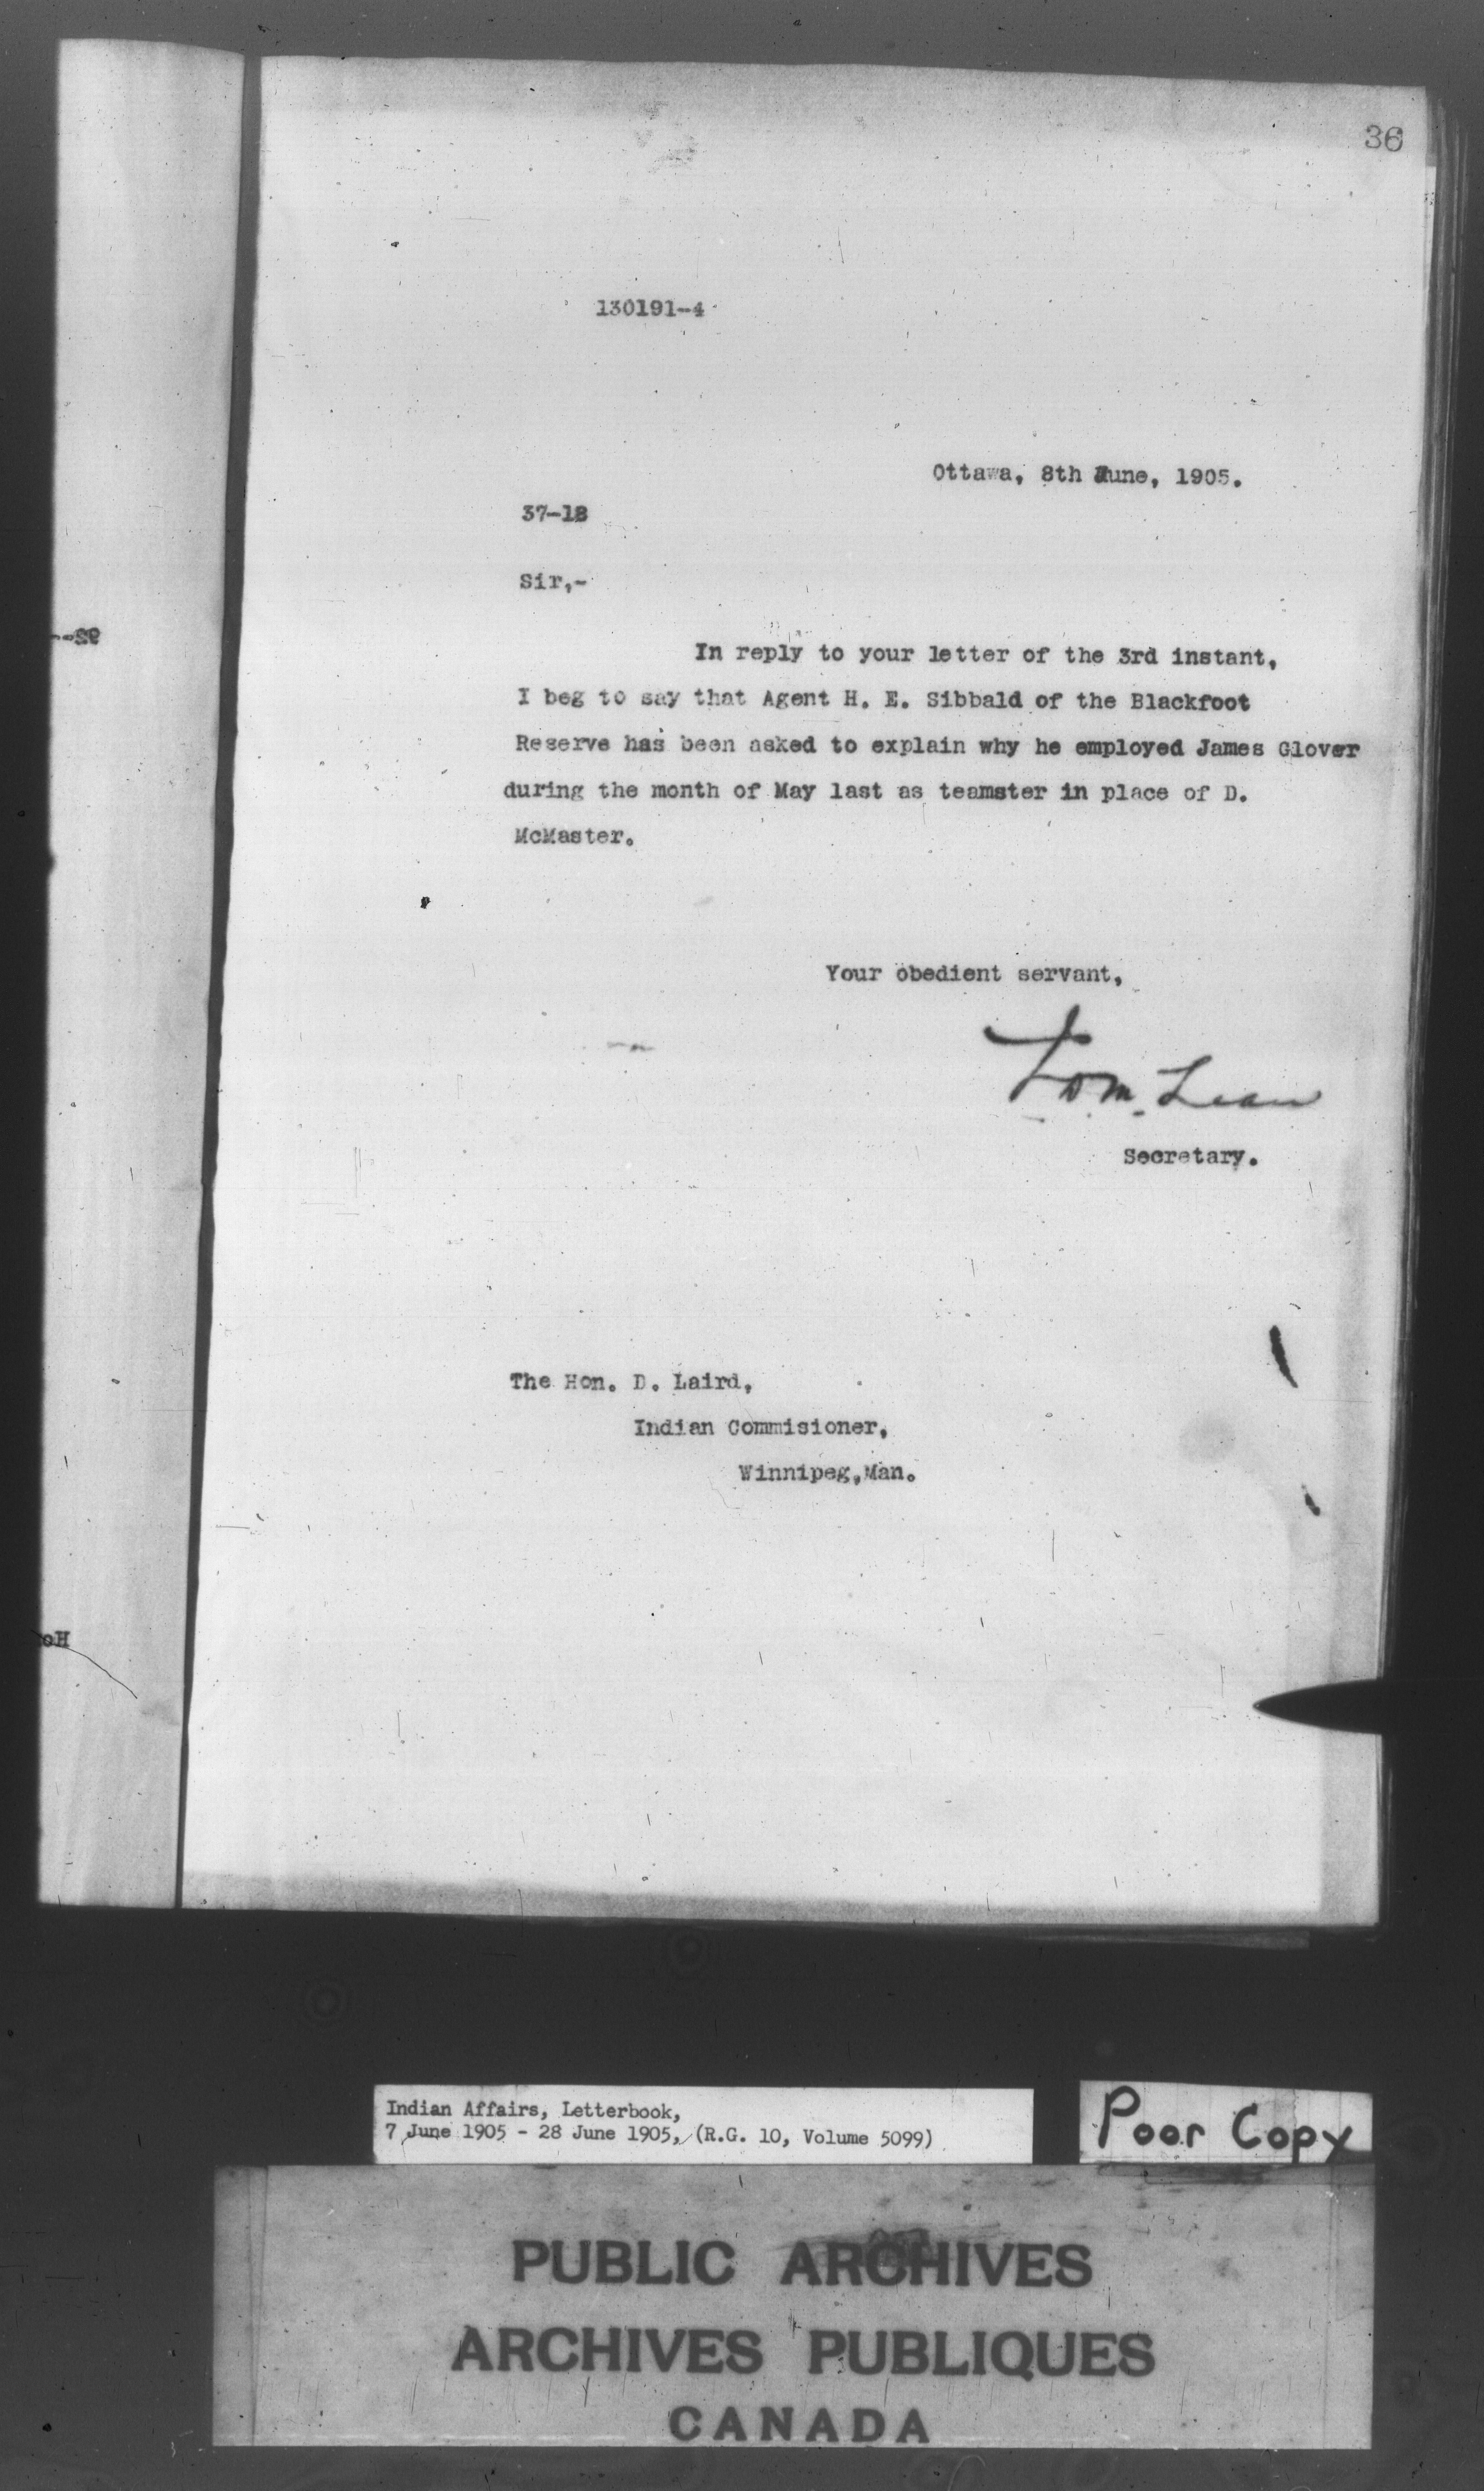 36
130191-4
Ottawa, 8th June, 1905.
37-18
Sir,-
In reply to your letter of the 3rd instant,
I beg to say that Agent H. E. Sibbald of the Blackfoot
Reserve has been asked to explain why he employed James Glover
during the month of May last as teamster in place of D.
McMaster.
Your obedient servant,
Secretary.
The Hon. D. Laird,
Indian Commisioner,
Winnipeg,Man.
Indian Affairs, Letterbook,
7 June 1905 - 28 June 1905, (R.G. 10, Volume 5099)
Poor Copy
PUBLIC ARCHIVES
ARCHIVES PUBLIQUES
CANADA